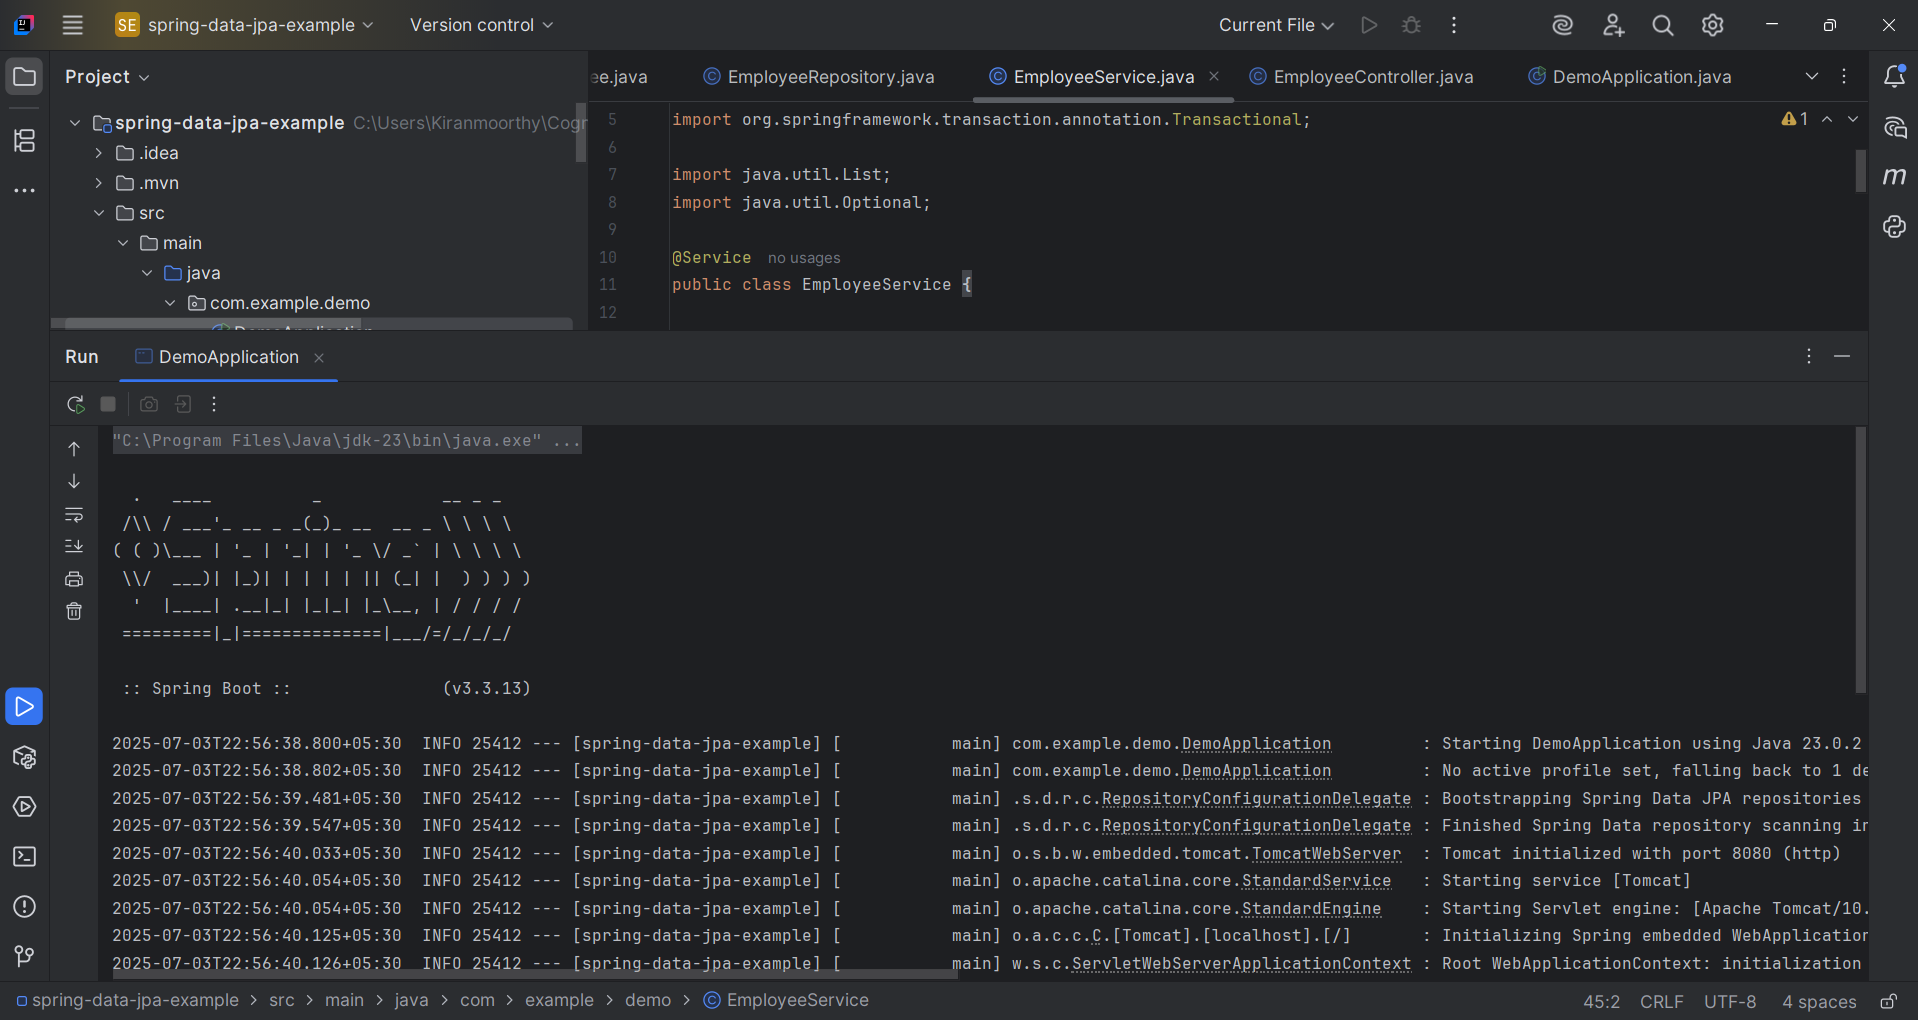 SE spring-data-jpa-example Version control Current File
Project
ee.java EmployeeRepository.java EmployeeService.java EmployeeController.java DemoApplication.java
spring-data-jpa-example C:\Users\Kiranmoorthy\Cogr
.idea
.mvn
src
main
java
com.example.demo
DemoApplication
5 import org.springframework.transaction.annotation.Transactional;
1
6
7 import java.util.List;
8 import java.util.Optional;
9
10 @Service no usages
11 public class EmployeeService {
12
Run DemoApplication
"C:\Program Files\Java\jdk-23\bin\java.exe" ...
  .   ____          _            __ _ _
 /\\ / ___'_ __ _ _(_)_ __  __ _ \ \ \ \
( ( )\___ | '_ | '_| | '_ \/ _` | \ \ \ \
 \\/  ___)| |_)| | | | | || (_| |  ) ) ) )
  '  |____| .__|_| |_|_| |_\__, | / / / /
 =========|_|==============|___/=/_/_/_/
:: Spring Boot :: (v3.3.13)
2025-07-03T22:56:38.800+05:30 INFO 25412 --- [spring-data-jpa-example] [ main] com.example.demo.DemoApplication : Starting DemoApplication using Java 23.0.2
2025-07-03T22:56:38.802+05:30 INFO 25412 --- [spring-data-jpa-example] [ main] com.example.demo.DemoApplication : No active profile set, falling back to 1 de
2025-07-03T22:56:39.481+05:30 INFO 25412 --- [spring-data-jpa-example] [ main] .s.d.r.c.RepositoryConfigurationDelegate : Bootstrapping Spring Data JPA repositories
2025-07-03T22:56:39.547+05:30 INFO 25412 --- [spring-data-jpa-example] [ main] .s.d.r.c.RepositoryConfigurationDelegate : Finished Spring Data repository scanning in
2025-07-03T22:56:40.033+05:30 INFO 25412 --- [spring-data-jpa-example] [ main] o.s.b.w.embedded.tomcat.TomcatWebServer : Tomcat initialized with port 8080 (http)
2025-07-03T22:56:40.054+05:30 INFO 25412 --- [spring-data-jpa-example] [ main] o.apache.catalina.core.StandardService : Starting service [Tomcat]
2025-07-03T22:56:40.054+05:30 INFO 25412 --- [spring-data-jpa-example] [ main] o.apache.catalina.core.StandardEngine : Starting Servlet engine: [Apache Tomcat/10.
2025-07-03T22:56:40.125+05:30 INFO 25412 --- [spring-data-jpa-example] [ main] o.a.c.c.C.[Tomcat].[localhost].[/] : Initializing Spring embedded WebApplication
2025-07-03T22:56:40.126+05:30 INFO 25412 --- [spring-data-jpa-example] [ main] w.s.c.ServletWebServerApplicationContext : Root WebApplicationContext: initialization
spring-data-jpa-example > src > main > java > com > example > demo > EmployeeService 45:2 CRLF UTF-8 4 spaces